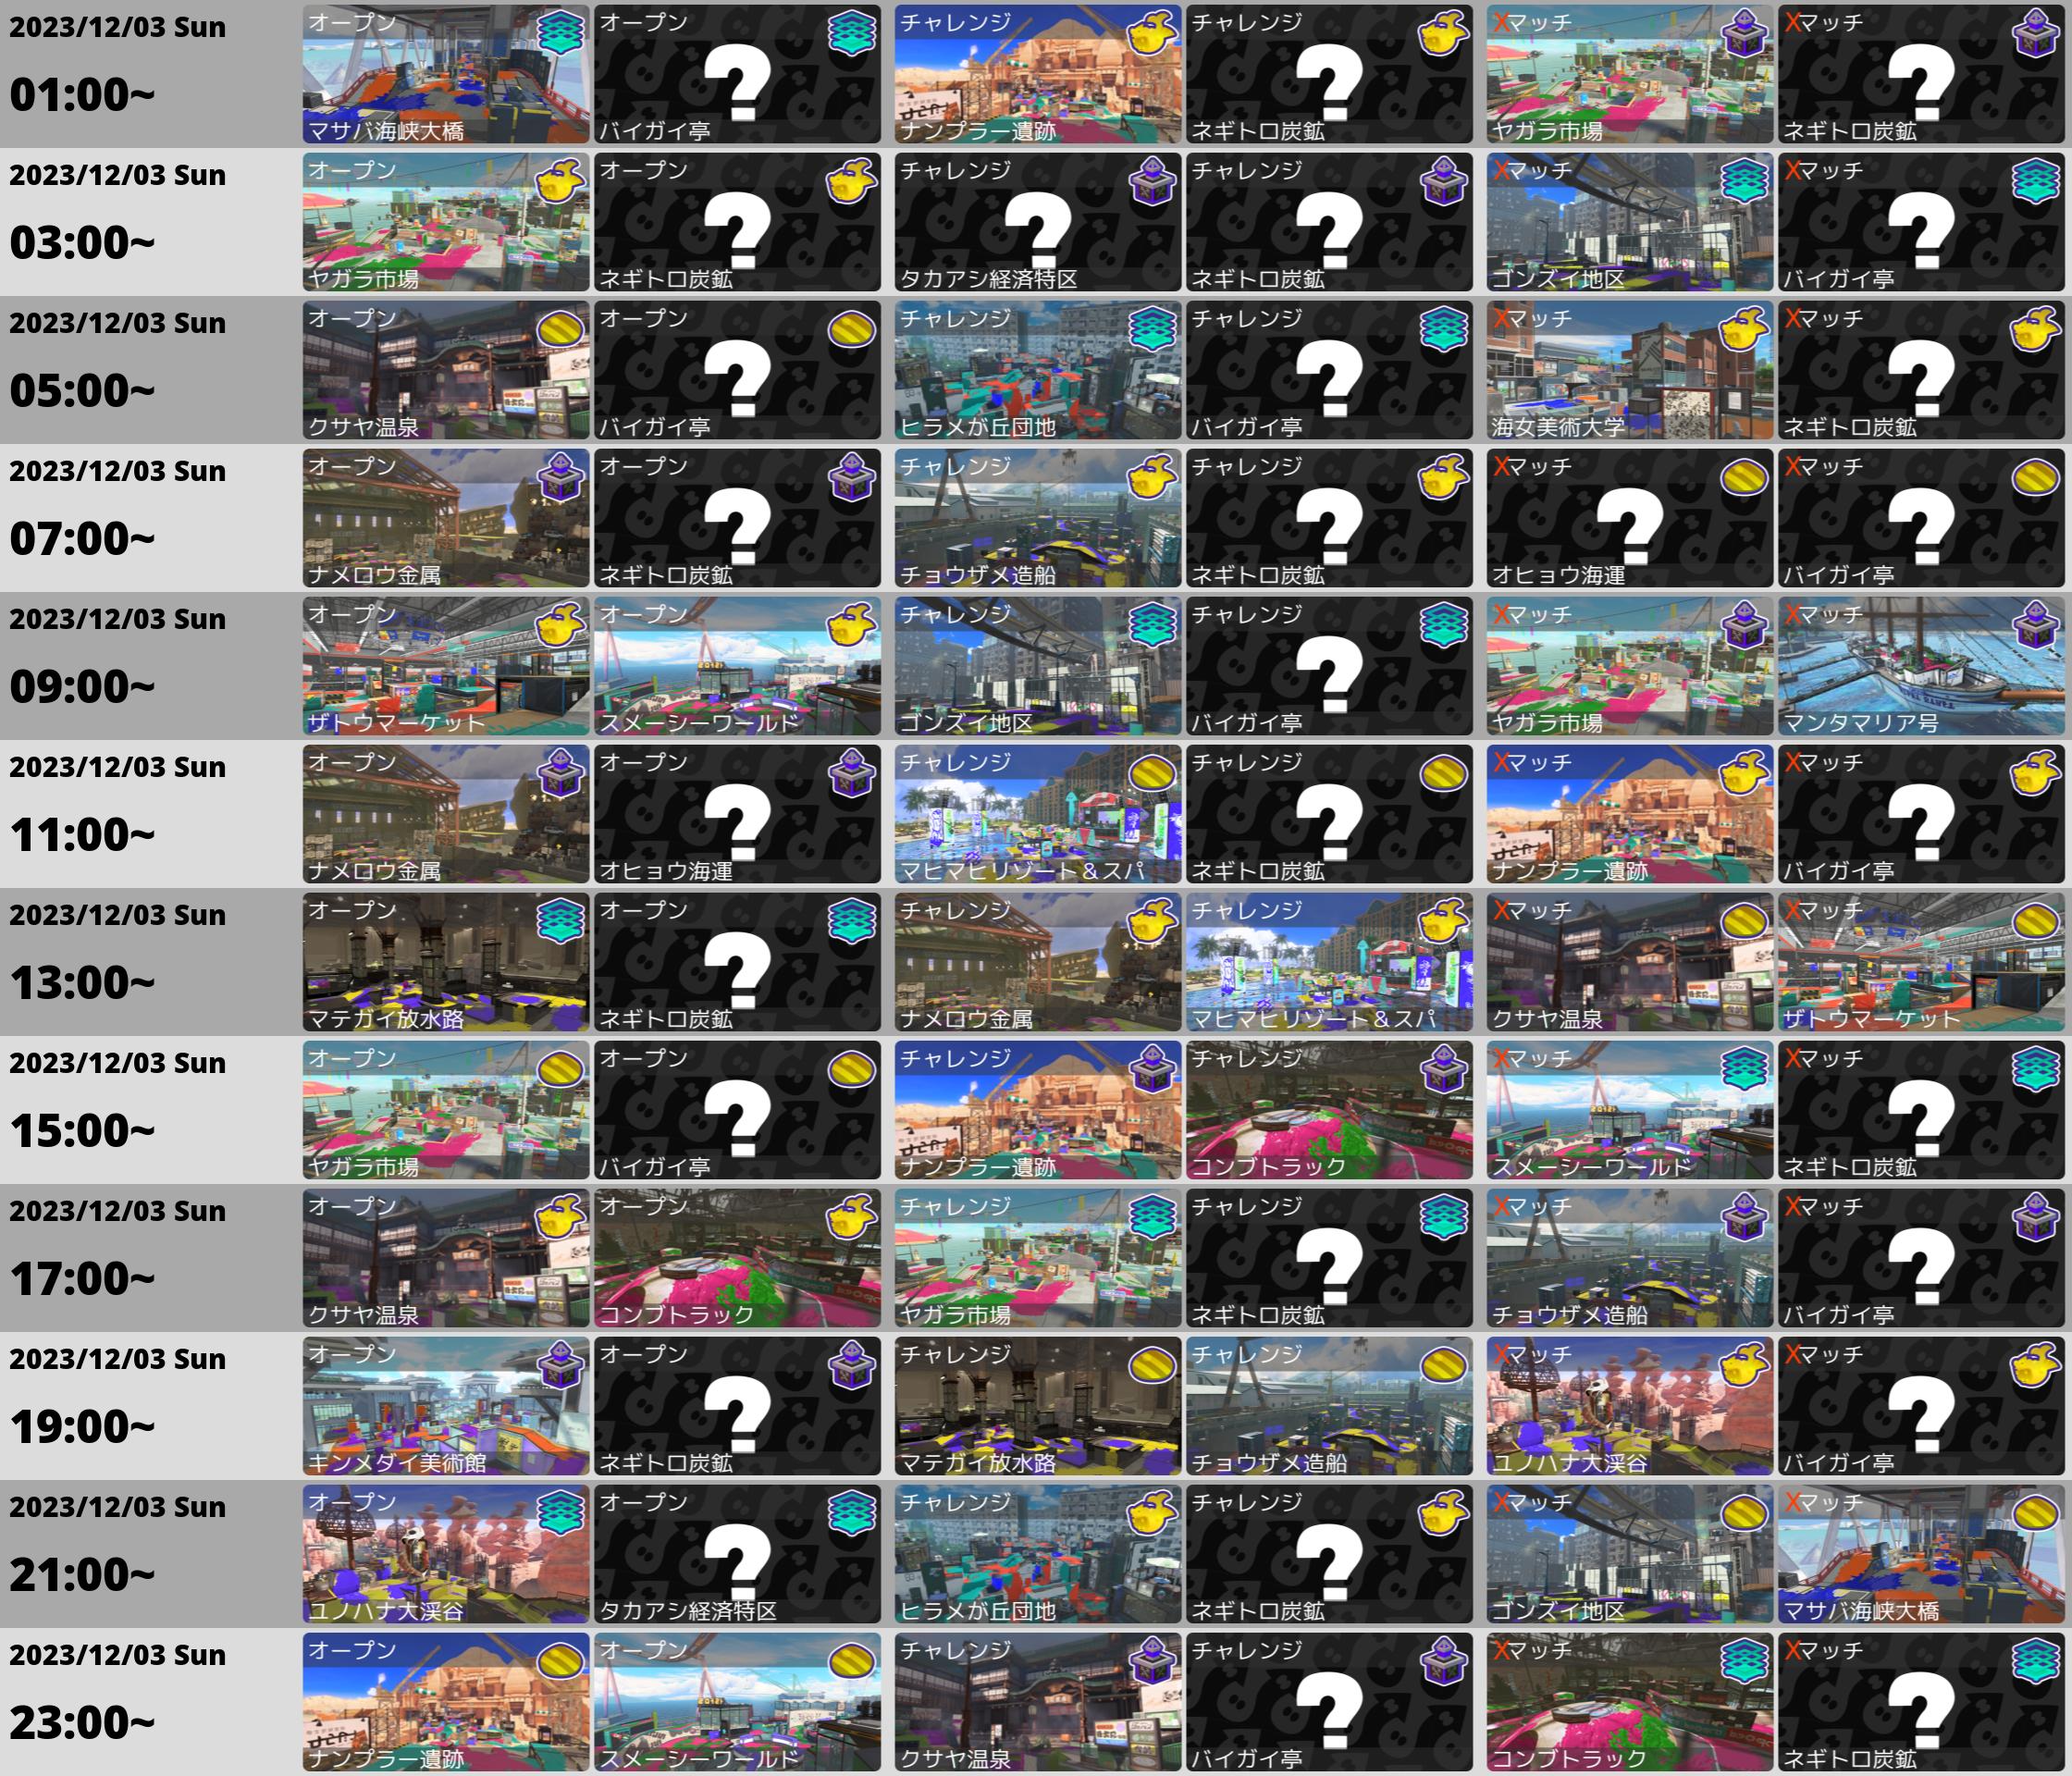 2023/12/03 Sun
01:00~
オープン
マサバ海峡大橋
オープン
バイガイ亭
チャレンジ
ナンプラー遺跡
チャレンジ
ネギトロ炭鉱
Xマッチ
ヤガラ市場
Xマッチ
ネギトロ炭鉱
2023/12/03 Sun
03:00~
オープン
ヤガラ市場
オープン
ネギトロ炭鉱
チャレンジ
タカアシ経済特区
チャレンジ
ネギトロ炭鉱
Xマッチ
ゴンズイ地区
Xマッチ
バイガイ亭
2023/12/03 Sun
05:00~
オープン
クサヤ温泉
オープン
バイガイ亭
チャレンジ
ヒラメが丘団地
チャレンジ
バイガイ亭
Xマッチ
海女美術大学
Xマッチ
ネギトロ炭鉱
2023/12/03 Sun
07:00~
オープン
ナメロウ金属
オープン
ネギトロ炭鉱
チャレンジ
チョウザメ造船
チャレンジ
ネギトロ炭鉱
Xマッチ
オヒョウ海運
Xマッチ
バイガイ亭
2023/12/03 Sun
09:00~
オープン
ザトウマーケット
オープン
スメーシーワールド
チャレンジ
ゴンズイ地区
チャレンジ
バイガイ亭
Xマッチ
ヤガラ市場
Xマッチ
マンタマリア号
2023/12/03 Sun
11:00~
オープン
ナメロウ金属
オープン
オヒョウ海運
チャレンジ
マヒマヒリゾート＆スパ
チャレンジ
ネギトロ炭鉱
Xマッチ
ナンプラー遺跡
Xマッチ
バイガイ亭
2023/12/03 Sun
13:00~
オープン
マテガイ放水路
オープン
ネギトロ炭鉱
チャレンジ
ナメロウ金属
チャレンジ
マヒマヒリゾート＆スパ
Xマッチ
クサヤ温泉
Xマッチ
ザトウマーケット
2023/12/03 Sun
15:00~
オープン
ヤガラ市場
オープン
バイガイ亭
チャレンジ
ナンプラー遺跡
チャレンジ
コンブトラック
Xマッチ
スメーシーワールド
Xマッチ
ネギトロ炭鉱
2023/12/03 Sun
17:00~
オープン
クサヤ温泉
オープン
コンブトラック
チャレンジ
ヤガラ市場
チャレンジ
ネギトロ炭鉱
Xマッチ
チョウザメ造船
Xマッチ
バイガイ亭
2023/12/03 Sun
19:00~
オープン
キンメダイ美術館
オープン
ネギトロ炭鉱
チャレンジ
マテガイ放水路
チャレンジ
チョウザメ造船
Xマッチ
ユノハナ大渓谷
Xマッチ
バイガイ亭
2023/12/03 Sun
21:00~
オープン
ユノハナ大渓谷
オープン
タカアシ経済特区
チャレンジ
ヒラメが丘団地
チャレンジ
ネギトロ炭鉱
Xマッチ
ゴンズイ地区
Xマッチ
マサバ海峡大橋
2023/12/03 Sun
23:00~
オープン
ナンプラー遺跡
オープン
スメーシーワールド
チャレンジ
クサヤ温泉
チャレンジ
バイガイ亭
Xマッチ
コンブトラック
Xマッチ
ネギトロ炭鉱